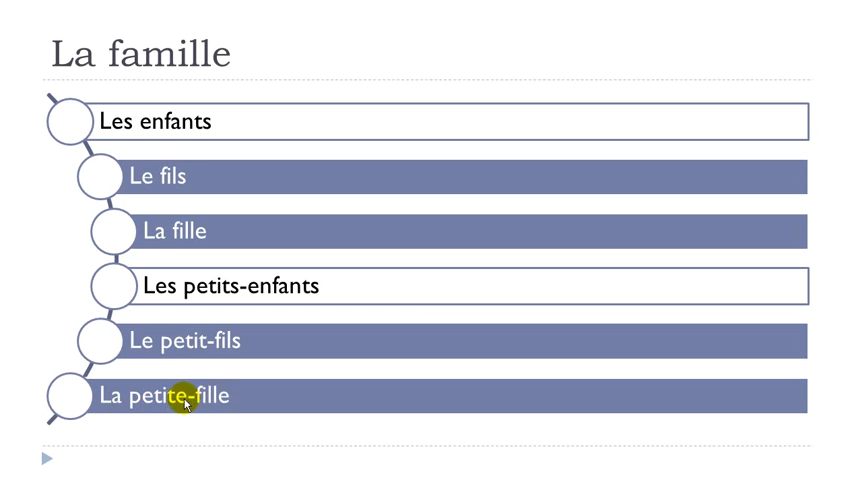 La famille
Les enfants
Le fils
La fille
Les petits-enfants
Le petit-fils
La petite-fille